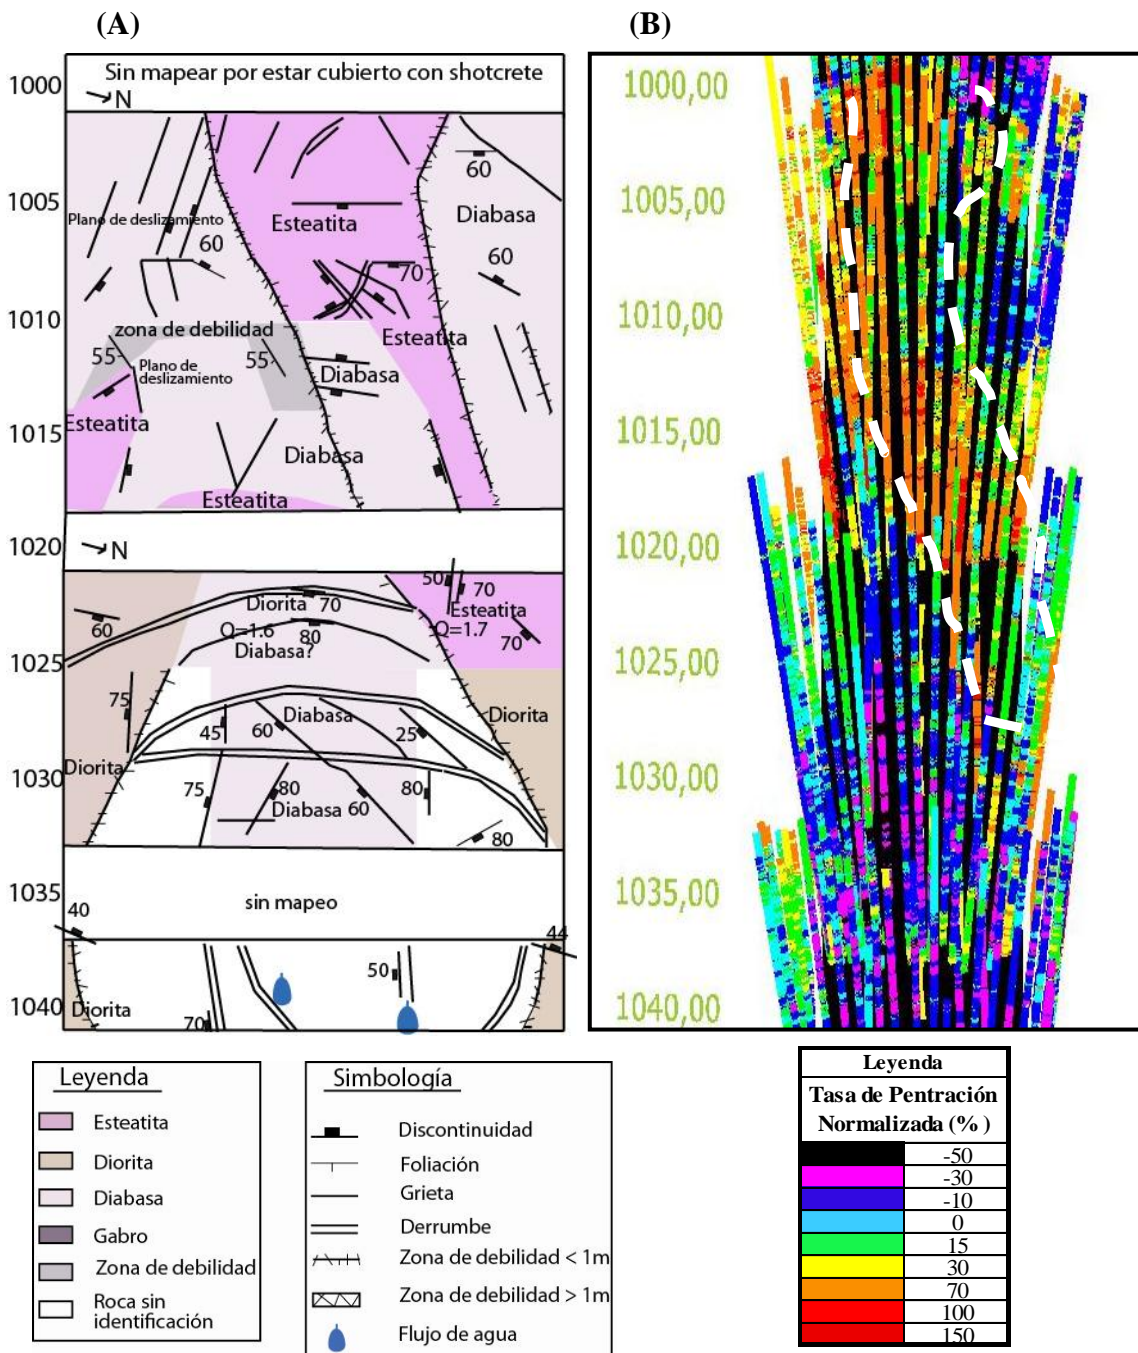 (A)
(B)
Sin mapear por estar cubierto con shotcrete
N
1000
1005
1010
1015
1020
1025
1030
1035
1040
Plano de deslizamiento
60
Esteatita
60
Diabasa
60
70
zona de debilidad
Esteatita
55
Plano de
deslizamiento
55
Diabasa
Esteatita
Diabasa
Esteatita
N
50
70
Esteatita
Q=1.7
70
60
Diorita
70
Q=1.6
80
Diabasa?
75
45
Diabasa
60
25
Diorita
Diorita
75
80
Diabasa
60
80
80
sin mapeo
40
44
50
Diorita
70
1000,00
1005,00
1010,00
1015,00
1020,00
1025,00
1030,00
1035,00
1040,00
Leyenda
Esteatita
Diorita
Diabasa
Gabro
Zona de debilidad
Roca sin
identificación
Simbología
Discontinuidad
Foliación
Grieta
Derrumbe
Zona de debilidad < 1m
Zona de debilidad > 1m
Flujo de agua
Leyenda
Tasa de Pentración
Normalizada (% )
-50
-30
-10
0
15
30
70
100
150